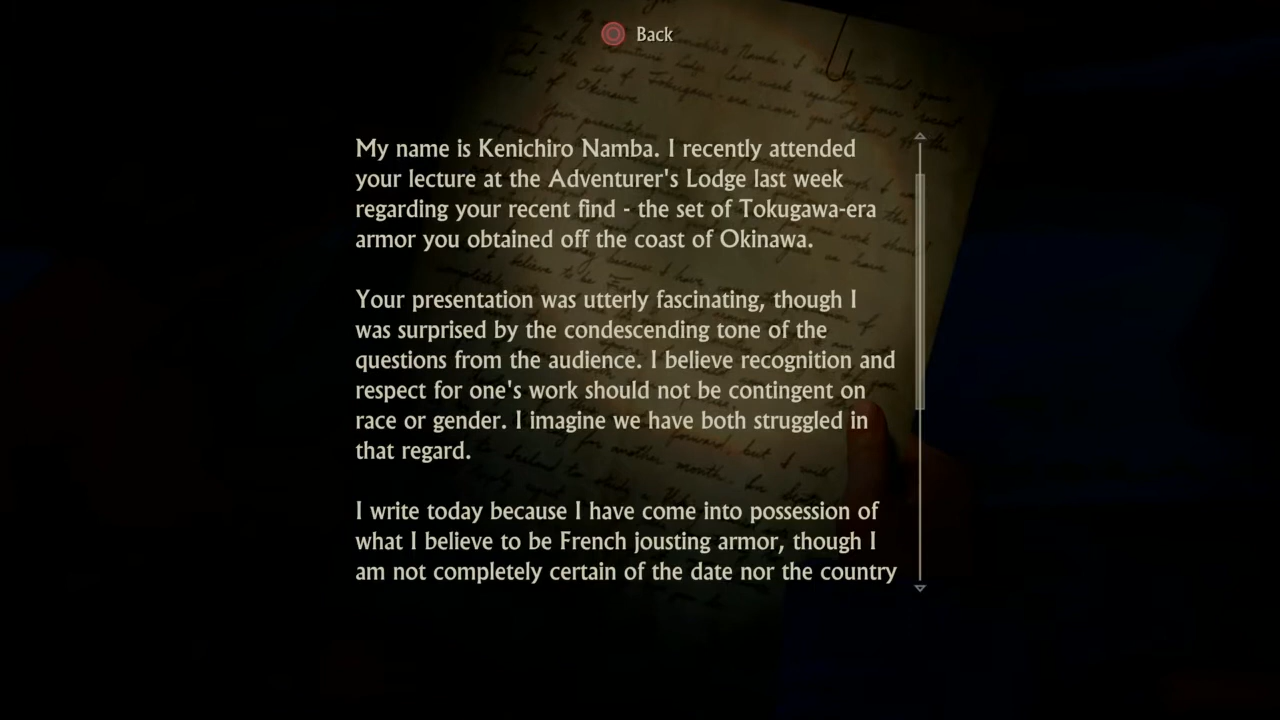 Back
My name is Kenichiro Namba. I recently attended
your lecture at the Adventurer's Lodge last week
regarding your recent find - the set of Tokugawa-era
armor you obtained off the coast of Okinawa.
Your presentation was utterly fascinating, though I
was surprised by the condescending tone of the
questions from the audience. I believe recognition and
respect for one's work should not be contingent on
race or gender. I imagine we have both struggled in
that regard.
I write today because I have come into possession of
what I believe to be French jousting armor, though I
am not completely certain of the date nor the country